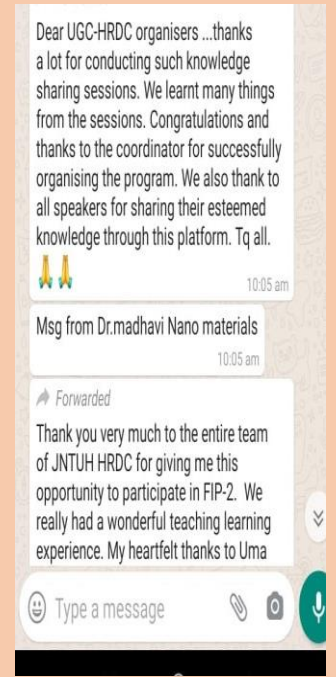 Dear UGC-HRDC organisers ...thanks
a lot for conducting such knowledge
sharing sessions. We learnt many things
from the sessions. Congratulations and
thanks to the coordinator for successfully
organising the program. We also thank to
all speakers for sharing their esteemed
knowledge through this platform. Tq all.
🙏🙏
10:05 am
Msg from Dr.madhavi Nano materials
10:05 am
Forwarded
Thank you very much to the entire team
of JNTUH HRDC for giving me this
opportunity to participate in FIP-2. We
really had a wonderful teaching learning
experience. My heartfelt thanks to Uma
Type a message